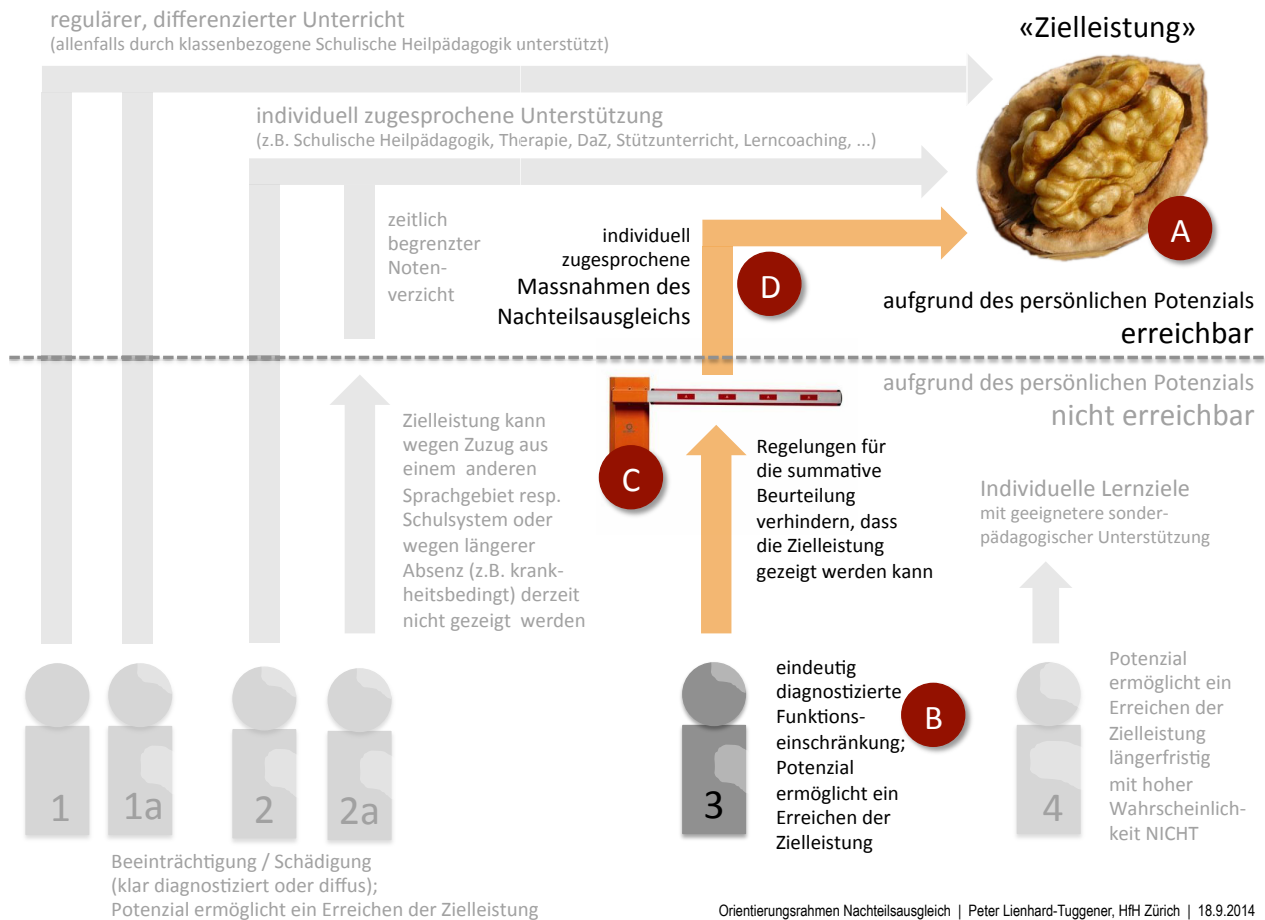 regulärer, differenzierter Unterricht
(allenfalls durch klassenbezogene Schulische Heilpädagogik unterstützt)
«Zielleistung»
individuell zugesprochene Unterstützung
(z.B. Schulische Heilpädagogik, Therapie, DaZ, Stützunterricht, Lerncoaching, ...)
zeitlich
begrenzter
Noten-
verzicht
individuell
zugesprochene
Massnahmen des
Nachteilsausgleichs
D
A
aufgrund des persönlichen Potenzials
erreichbar
aufgrund des persönlichen Potenzials
nicht erreichbar
Zielleistung kann
wegen Zuzug aus
einem anderen
Sprachgebiet resp.
Schulsystem oder
wegen längerer
Absenz (z.B. krank-
heitsbedingt) derzeit
nicht gezeigt werden
C
Regelungen für
die summative
Beurteilung
verhindern, dass
die Zielleistung
gezeigt werden kann
Individuelle Lernziele
mit geeignetere sonder-
pädagogischer Unterstützung
1
1a
2
2a
3
eindeutig
diagnostizierte
Funktions-
einschränkung;
Potenzial
ermöglicht ein
Erreichen der
Zielleistung
B
4
Potenzial
ermöglicht ein
Erreichen der
Zielleistung
längerfristig
mit hoher
Wahrscheinlich-
keit NICHT
Beeinträchtigung / Schädigung
(klar diagnostiziert oder diffus);
Potenzial ermöglicht ein Erreichen der Zielleistung
Orientierungsrahmen Nachteilsausgleich | Peter Lienhard-Tuggener, HfH Zürich | 18.9.2014